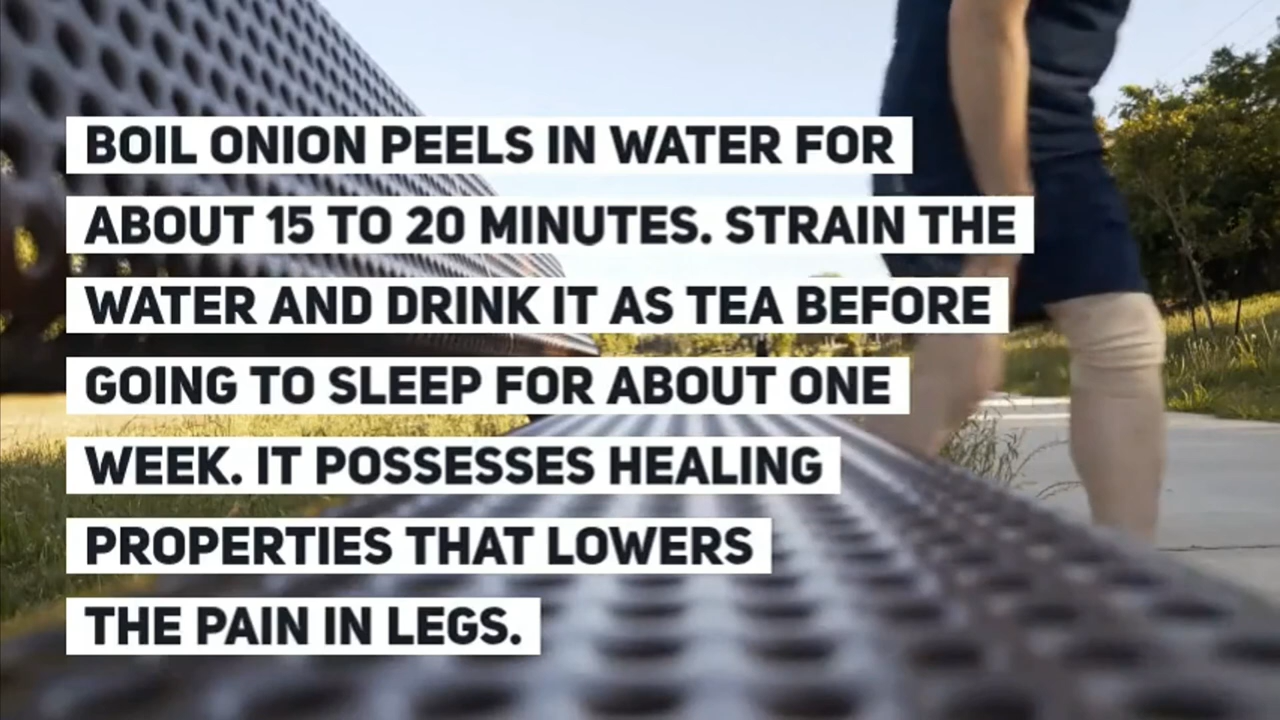 BOIL ONION PEELS IN WATER FOR
ABOUT 15 TO 20 MINUTES. STRAIN THE
WATER AND DRINK IT AS TEA BEFORE
GOING TO SLEEP FOR ABOUT ONE
WEEK. IT POSSESSES HEALING
PROPERTIES THAT LOWERS
THE PAIN IN LEGS.